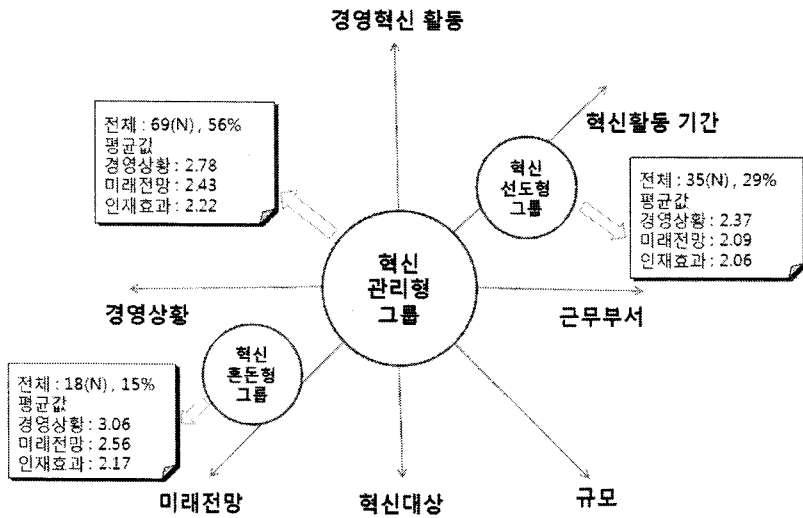 경영혁신 활동
전체 : 69(N) , 56%
평균값
경영상황 : 2.78
미래전망 : 2.43
인재효과 : 2.22
혁신활동 기간
혁신
선도형
그룹
전체 : 35(N) , 29%
평균값
경영상황 : 2.37
미래전망 : 2.09
인재효과 : 2.06
혁신
관리형
그룹
경영상황
근무부서
혁신
혼돈형
그룹
전체 : 18(N) , 15%
평균값
경영상황 : 3.06
미래전망 : 2.56
인재효과 : 2.17
미래전망
혁신대상
규모